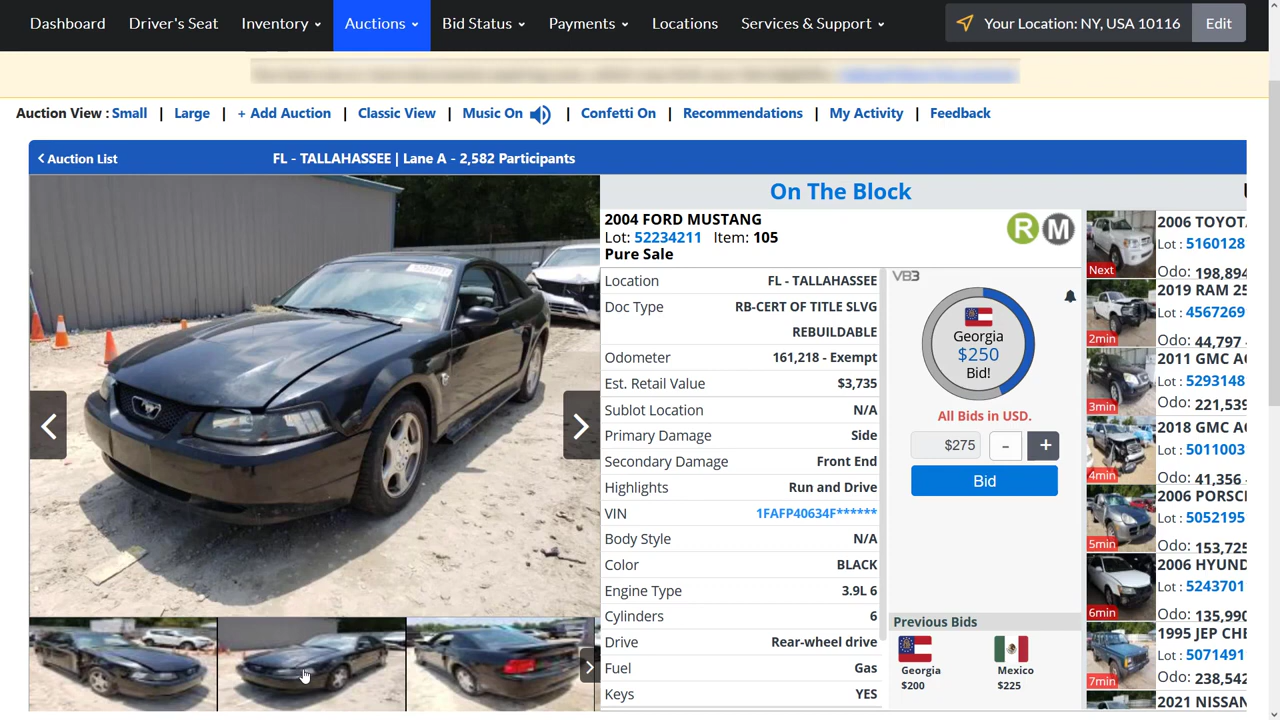 Dashboard Driver's Seat Inventory Auctions Bid Status Payments Locations Services & Support Your Location: NY, USA 10116 Edit
Auction View : Small | Large | + Add Auction | Classic View | Music On | Confetti On | Recommendations | My Activity | Feedback
Auction List FL - TALLAHASSEE | Lane A - 2,582 Participants
On The Block
2004 FORD MUSTANG
Lot: 52234211 Item: 105
Pure Sale
R M
Location FL - TALLAHASSEE
Doc Type RB-CERT OF TITLE SLVG
REBUILDABLE
Odometer 161,218 - Exempt
Est. Retail Value $3,735
Sublot Location N/A
Primary Damage Side
Secondary Damage Front End
Highlights Run and Drive
VIN 1FAFP40634F******
Body Style N/A
Color BLACK
Engine Type 3.9L 6
Cylinders 6
Drive Rear-wheel drive
Fuel Gas
Keys YES
VB3
Georgia
$250
Bid!
All Bids in USD.
$275 - +
Bid
Previous Bids
Georgia
$200
Mexico
$225
2006 TOYOT
Lot : 5160128
Next Odo: 198,894
2019 RAM 25
Lot : 4567269
2min Odo: 44,797
2011 GMC A
Lot : 5293148
3min Odo: 221,539
2018 GMC A
Lot : 5011003
4min Odo: 41,356
2006 PORSC
Lot : 5052195
5min Odo: 153,725
2006 HYUND
Lot : 5243701
6min Odo: 135,990
1995 JEP CHE
Lot : 5071491
7min Odo: 238,542
2021 NISSAN